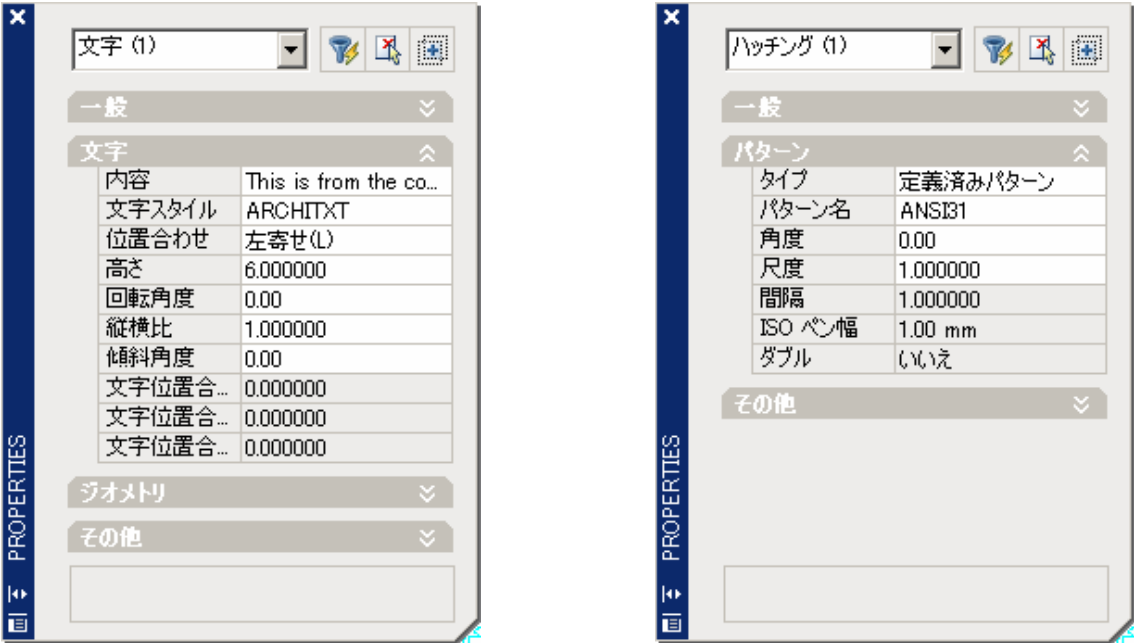 文字 (1)
一般
文字
内容 This is from the co...
文字スタイル ARCHITXT
位置合わせ 左寄せ(L)
高さ 6.000000
回転角度 0.00
縦横比 1.000000
傾斜角度 0.00
文字位置合... 0.000000
文字位置合... 0.000000
文字位置合... 0.000000
ジオメトリ
その他
PROPERTIES
ハッチング (1)
一般
パターン
タイプ 定義済みパターン
パターン名 ANSI31
角度 0.00
尺度 1.000000
間隔 1.000000
ISO ペン幅 1.00 mm
ダブル いいえ
その他
PROPERTIES